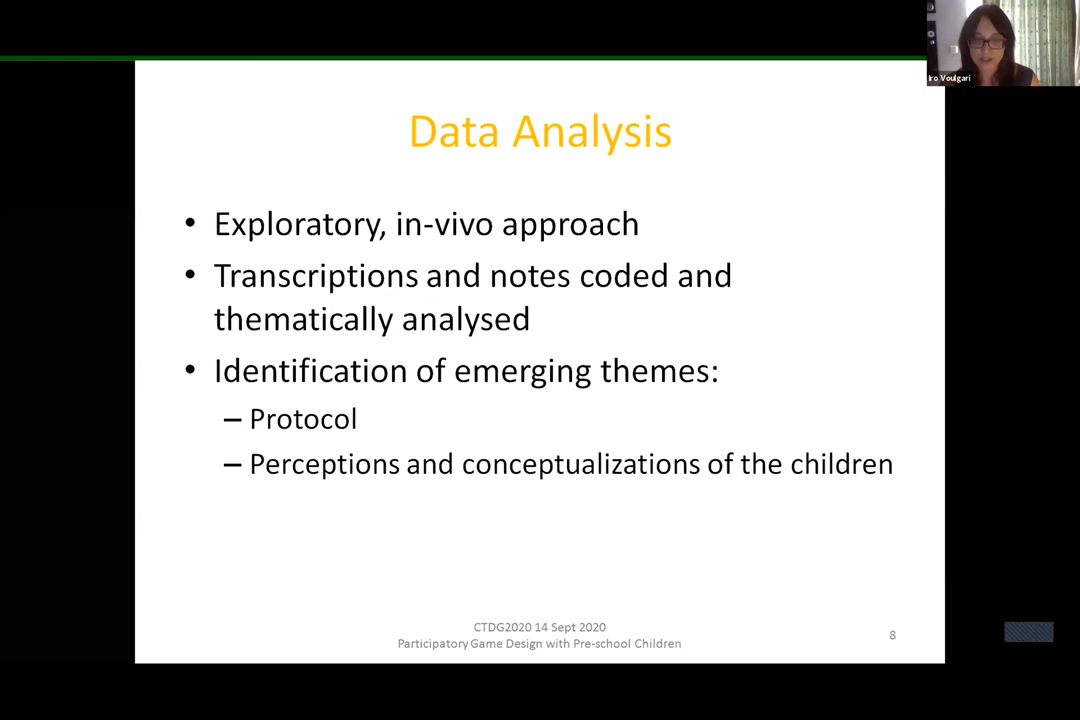 Iro Voulgari
Data Analysis
• Exploratory, in-vivo approach
• Transcriptions and notes coded and
thematically analysed
• Identification of emerging themes:
– Protocol
– Perceptions and conceptualizations of the children
CTDG2020 14 Sept 2020
Participatory Game Design with Pre-school Children
8